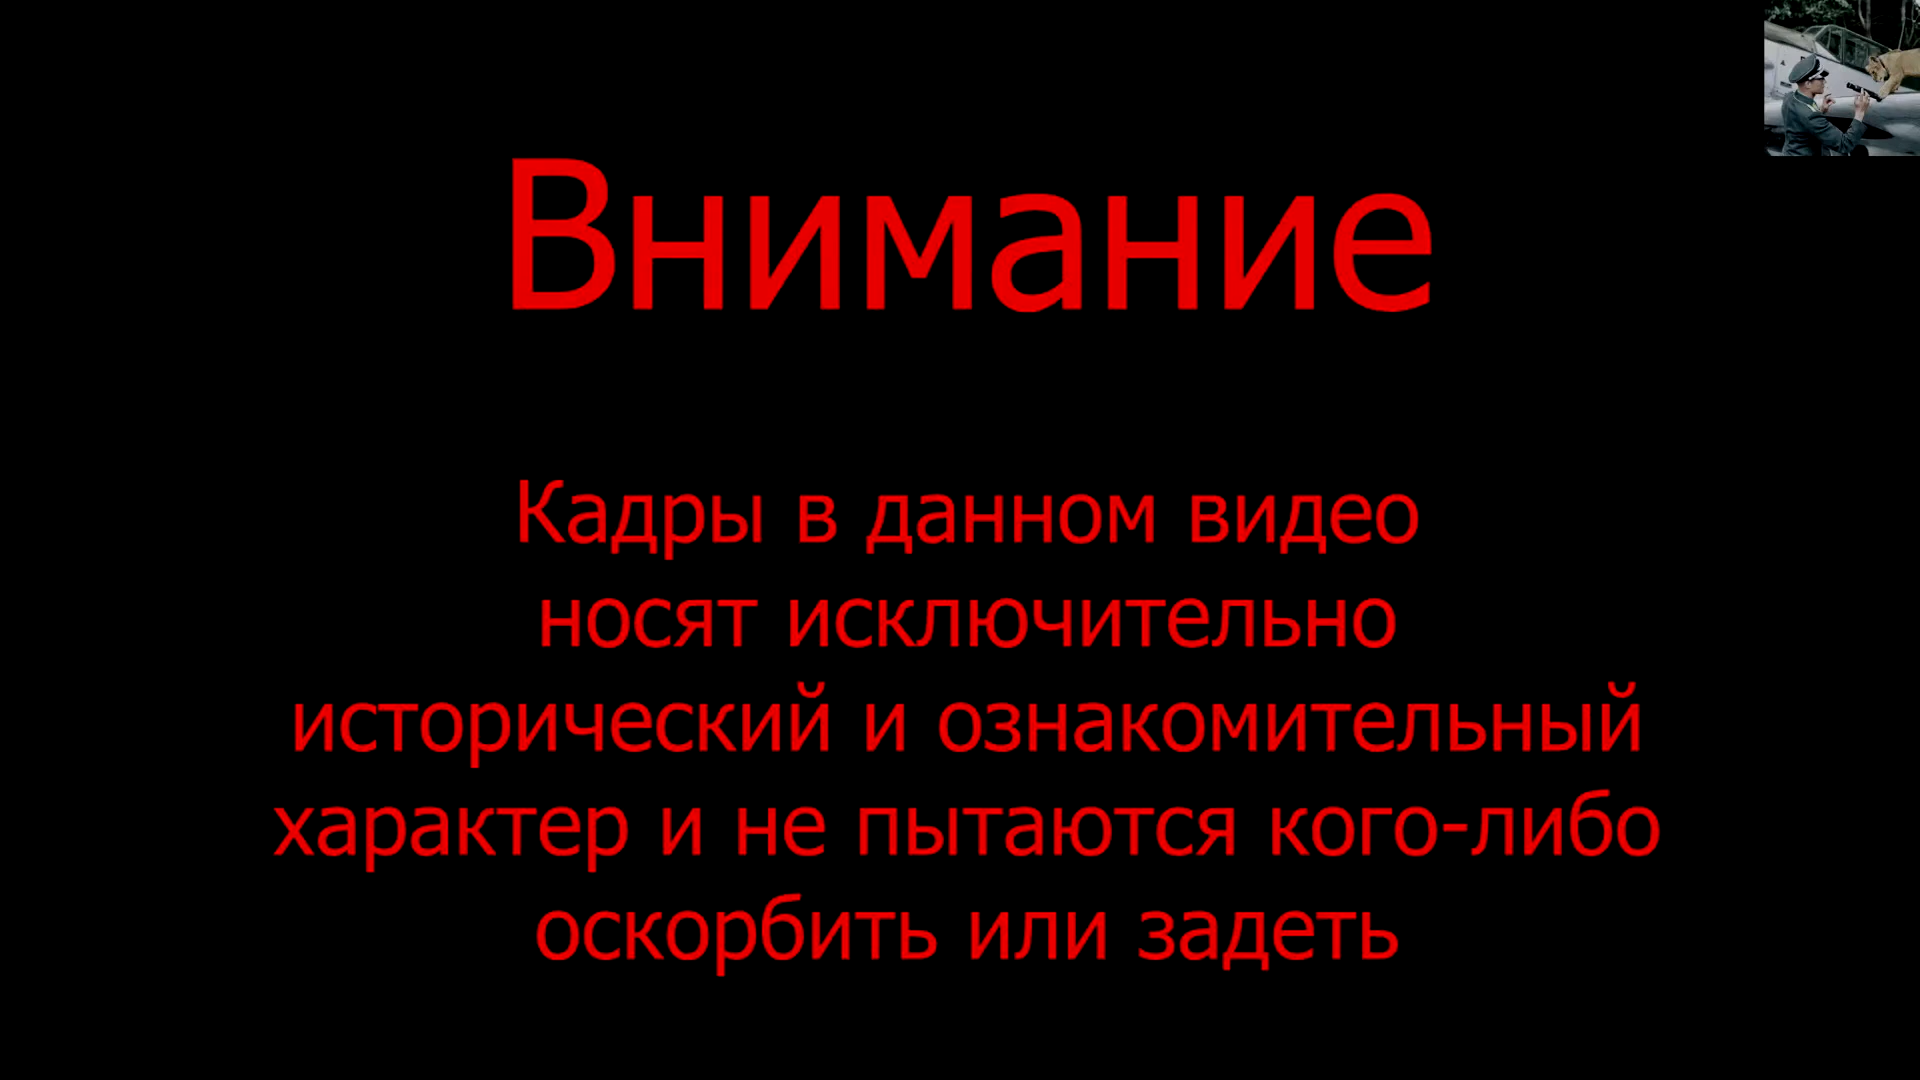 Внимание
Кадры в данном видео
носят исключительно
исторический и ознакомительный
характер и не пытаются кого-либо
оскорбить или задеть